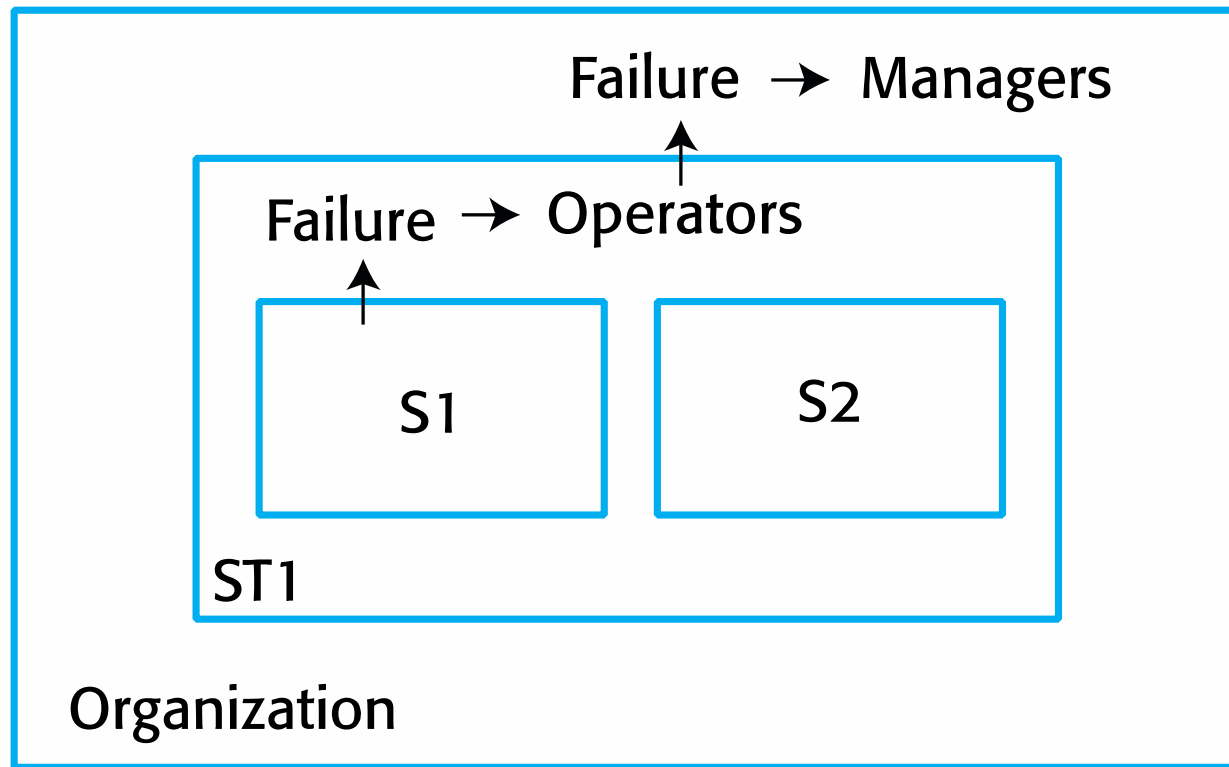 Failure → Managers
Failure → Operators
S1
S2
ST1
Organization